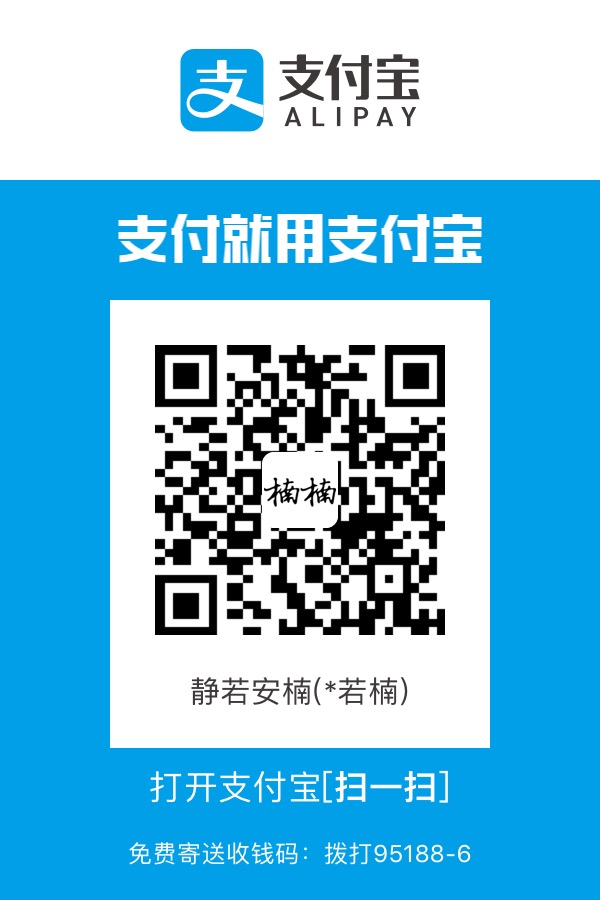 支
支付宝
ALIPAY
支付就用支付宝
楠楠
静若安楠(*若楠)
打开支付宝[扫一扫]
免费寄送收钱码：拨打95188-6